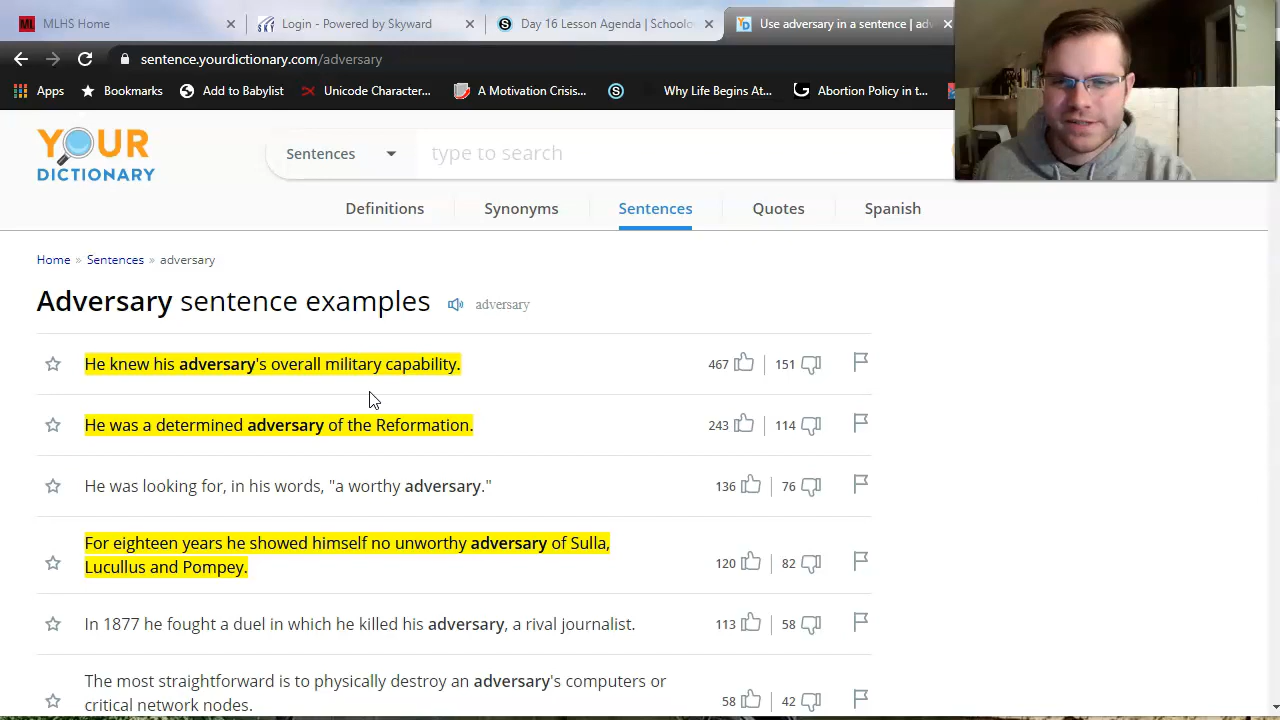 MLHS Home
Login - Powered by Skyward
Day 16 Lesson Agenda | Schoolo
Use adversary in a sentence | adv
sentence.yourdictionary.com/adversary
Apps
Bookmarks
Add to Babylist
Unicode Character...
A Motivation Crisis...
Why Life Begins At...
Abortion Policy in t...
YOUR
DICTIONARY
Sentences
type to search
Definitions
Synonyms
Sentences
Quotes
Spanish
Home » Sentences » adversary
Adversary sentence examples
adversary
He knew his adversary's overall military capability.
467 | 151
He was a determined adversary of the Reformation.
243 | 114
He was looking for, in his words, "a worthy adversary."
136 | 76
For eighteen years he showed himself no unworthy adversary of Sulla,
Lucullus and Pompey.
120 | 82
In 1877 he fought a duel in which he killed his adversary, a rival journalist.
113 | 58
The most straightforward is to physically destroy an adversary's computers or
critical network nodes.
58 | 42